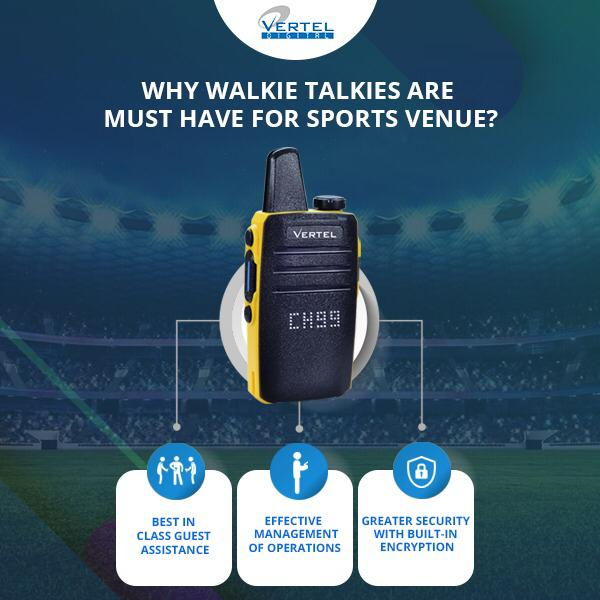 VERTEL
DIGITAL
WHY WALKIE TALKIES ARE
MUST HAVE FOR SPORTS VENUE?
VERTEL
CH99
BEST IN
CLASS GUEST
ASSISTANCE
EFFECTIVE
MANAGEMENT
OF OPERATIONS
GREATER SECURITY
WITH BUILT-IN
ENCRYPTION